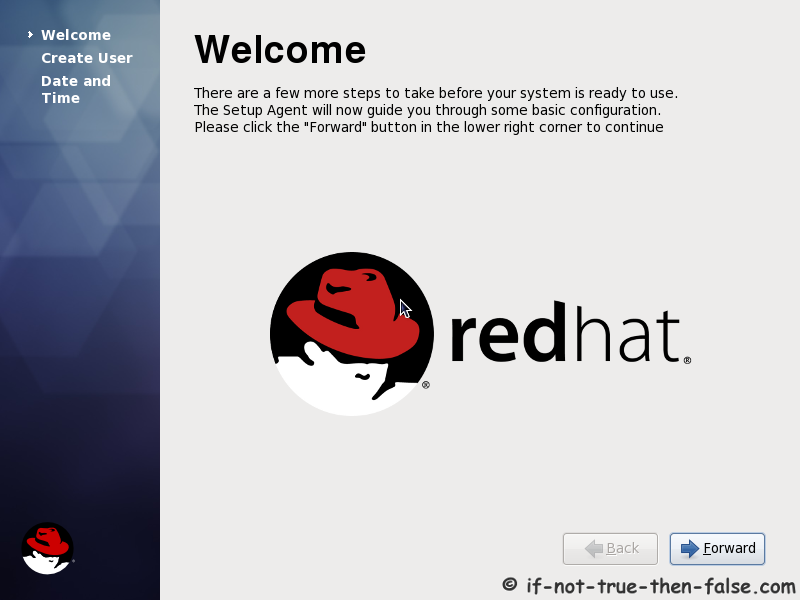 Welcome
Create User
Date and
Time
Welcome
There are a few more steps to take before your system is ready to use.
The Setup Agent will now guide you through some basic configuration.
Please click the "Forward" button in the lower right corner to continue
redhat®
®
Back
Forward
© if-not-true-then-false.com